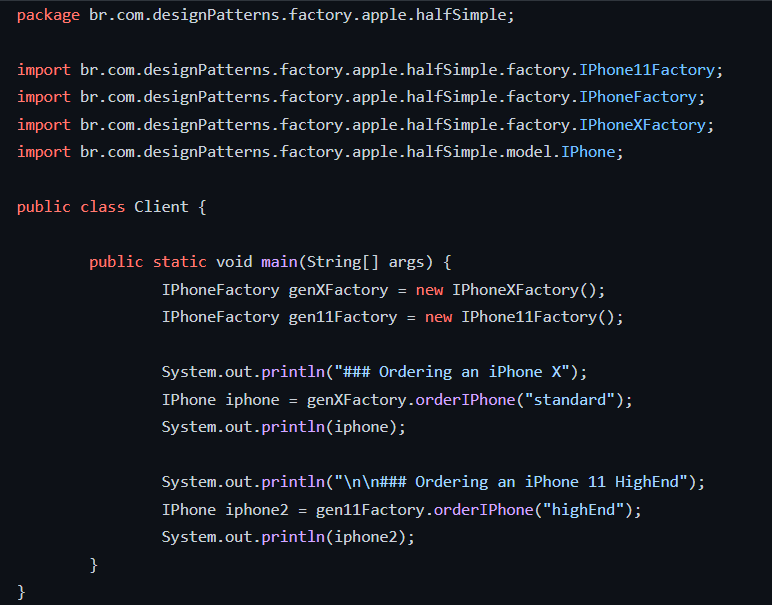 package br.com.designPatterns.factory.apple.halfSimple;

import br.com.designPatterns.factory.apple.halfSimple.factory.IPhone11Factory;
import br.com.designPatterns.factory.apple.halfSimple.factory.IPhoneFactory;
import br.com.designPatterns.factory.apple.halfSimple.factory.IPhoneXFactory;
import br.com.designPatterns.factory.apple.halfSimple.model.IPhone;

public class Client {

        public static void main(String[] args) {
                IPhoneFactory genXFactory = new IPhoneXFactory();
                IPhoneFactory gen11Factory = new IPhone11Factory();

                System.out.println("### Ordering an iPhone X");
                IPhone iphone = genXFactory.orderIPhone("standard");
                System.out.println(iphone);

                System.out.println("\n\n### Ordering an iPhone 11 HighEnd");
                IPhone iphone2 = gen11Factory.orderIPhone("highEnd");
                System.out.println(iphone2);
        }
}